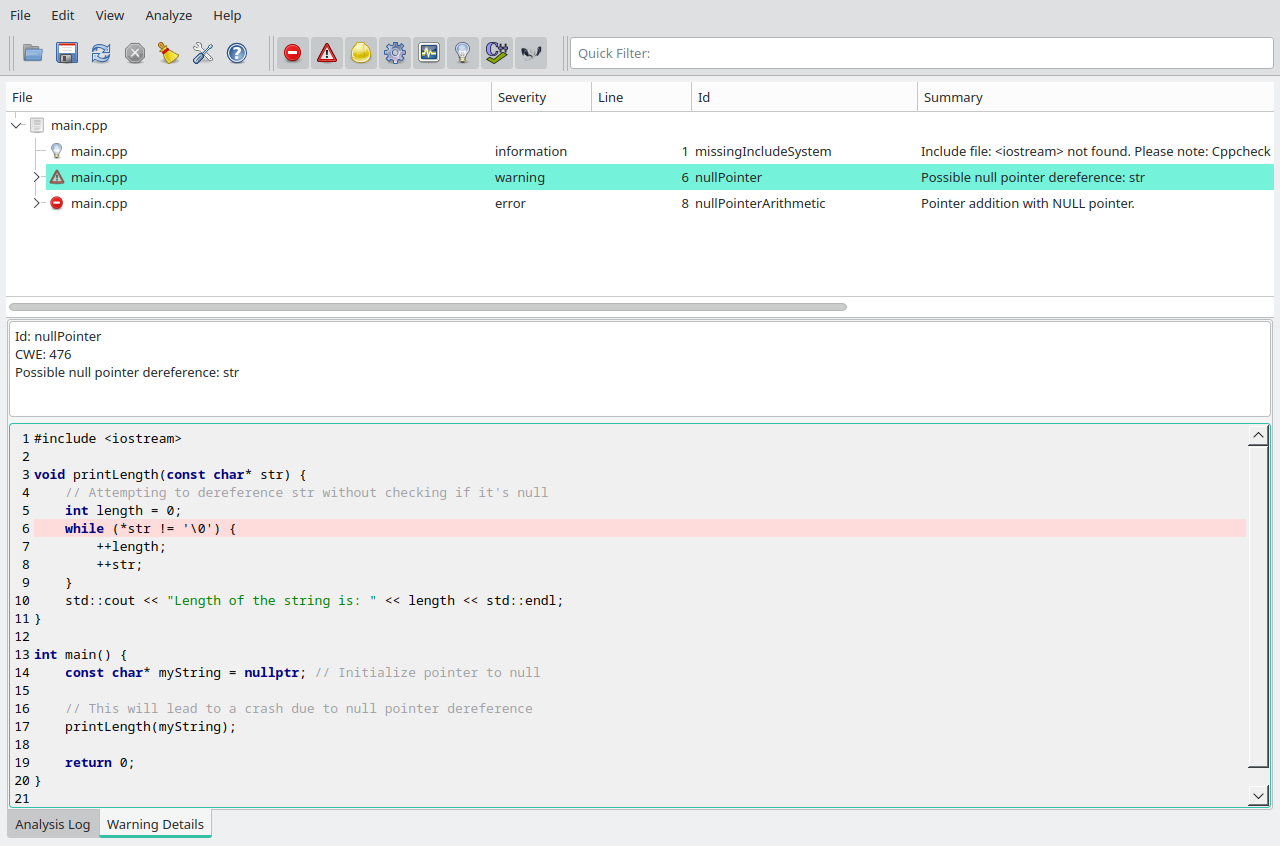 File Edit View Analyze Help
Quick Filter:
File Severity Line Id Summary
main.cpp
main.cpp information 1 missingIncludeSystem Include file: <iostream> not found. Please note: Cppcheck
main.cpp warning 6 nullPointer Possible null pointer dereference: str
main.cpp error 8 nullPointerArithmetic Pointer addition with NULL pointer.
Id: nullPointer
CWE: 476
Possible null pointer dereference: str
1 #include <iostream>
2
3 void printLength(const char* str) {
4     // Attempting to dereference str without checking if it's null
5     int length = 0;
6     while (*str != '\0') {
7         ++length;
8         ++str;
9     }
10     std::cout << "Length of the string is: " << length << std::endl;
11 }
12
13 int main() {
14     const char* myString = nullptr; // Initialize pointer to null
15
16     // This will lead to a crash due to null pointer dereference
17     printLength(myString);
18
19     return 0;
20 }
21
Analysis Log Warning Details